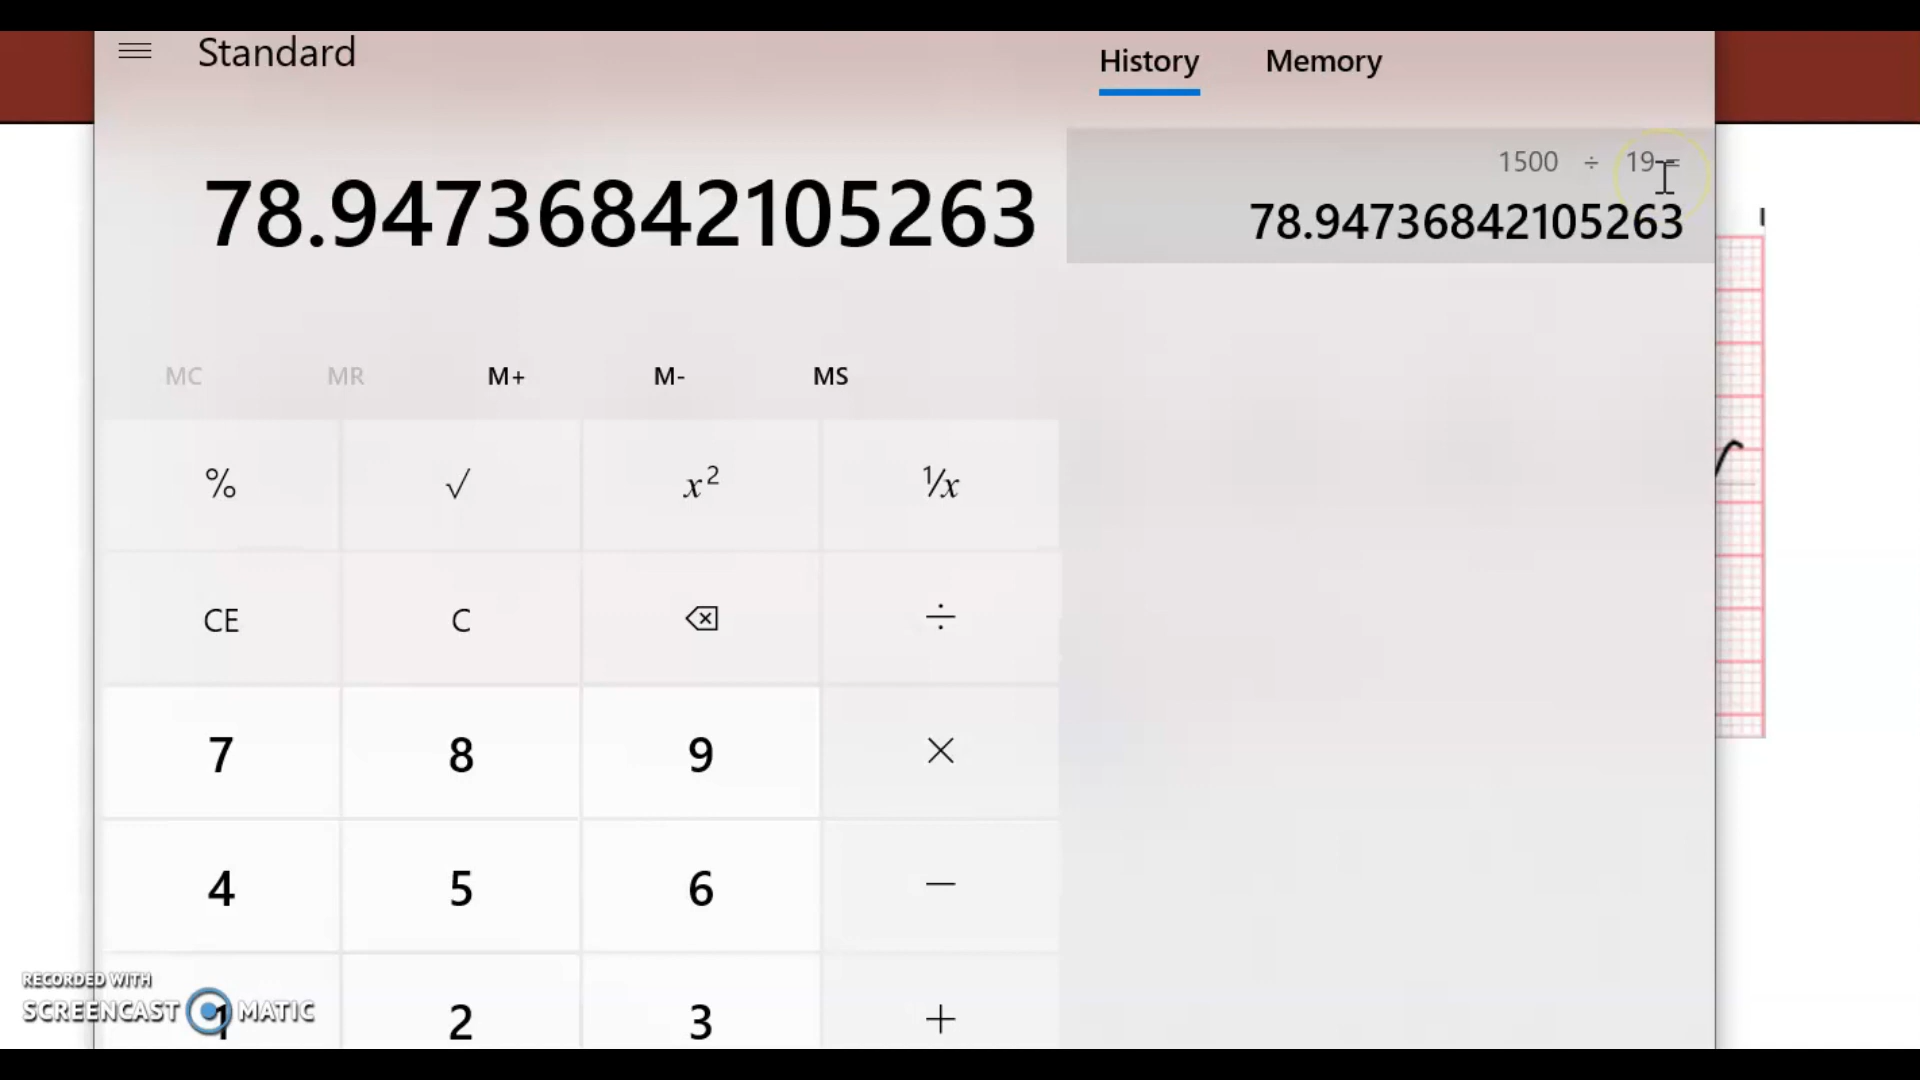 Standard
History Memory
1500 ÷ 19 =
78.94736842105263
78.94736842105263
MC MR M+ M- MS
% √ x² ¹/x
CE C ÷
7 8 9 ×
4 5 6 −
1 2 3 +
RECORDED WITH
SCREENCAST MATIC